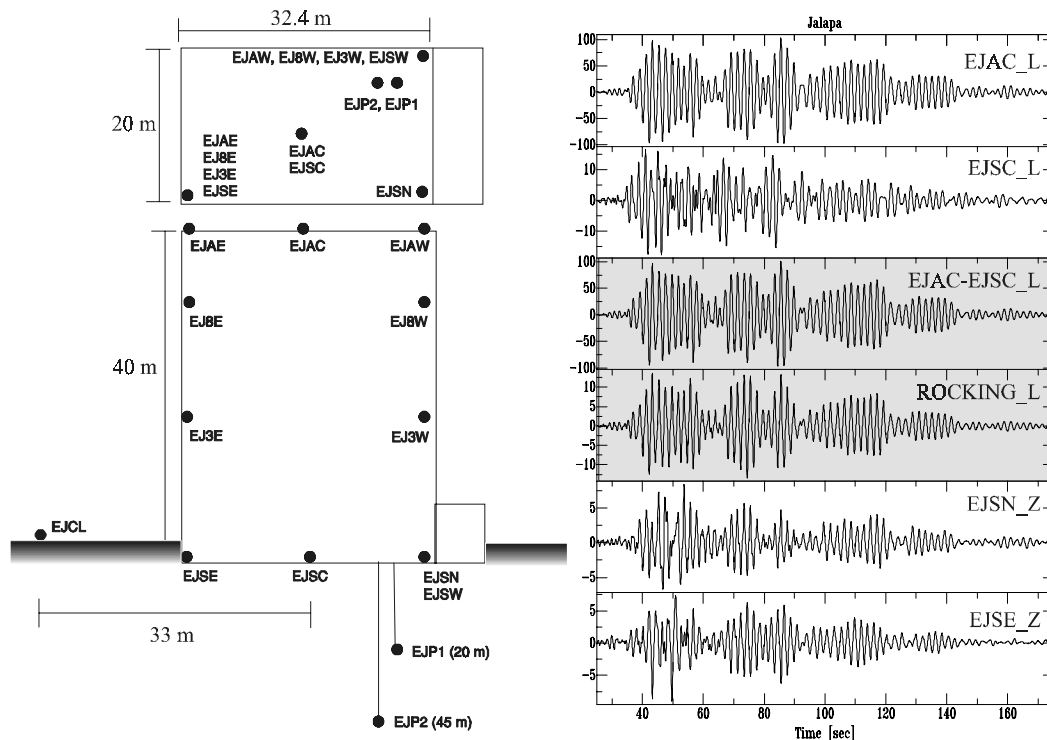 32.4 m
20 m
EJAW, EJ8W, EJ3W, EJSW
EJP2, EJP1
EJAE
EJ8E
EJ3E
EJSE
EJAC
EJSC
EJSN
EJAE
EJAC
EJAW
EJ8E
EJ8W
40 m
EJ3E
EJ3W
EJCL
EJSE
EJSC
EJSN
EJSW
33 m
EJP1 (20 m)
EJP2 (45 m)
Jalapa
EJAC_L
100
50
0
-50
-100
EJSC_L
10
0
-10
EJAC-EJSC_L
100
50
0
-50
-100
ROCKING_L
10
5
0
-5
-10
EJSN_Z
5
0
-5
EJSE_Z
5
0
-5
40 60 80 100 120 140 160
Time [sec]